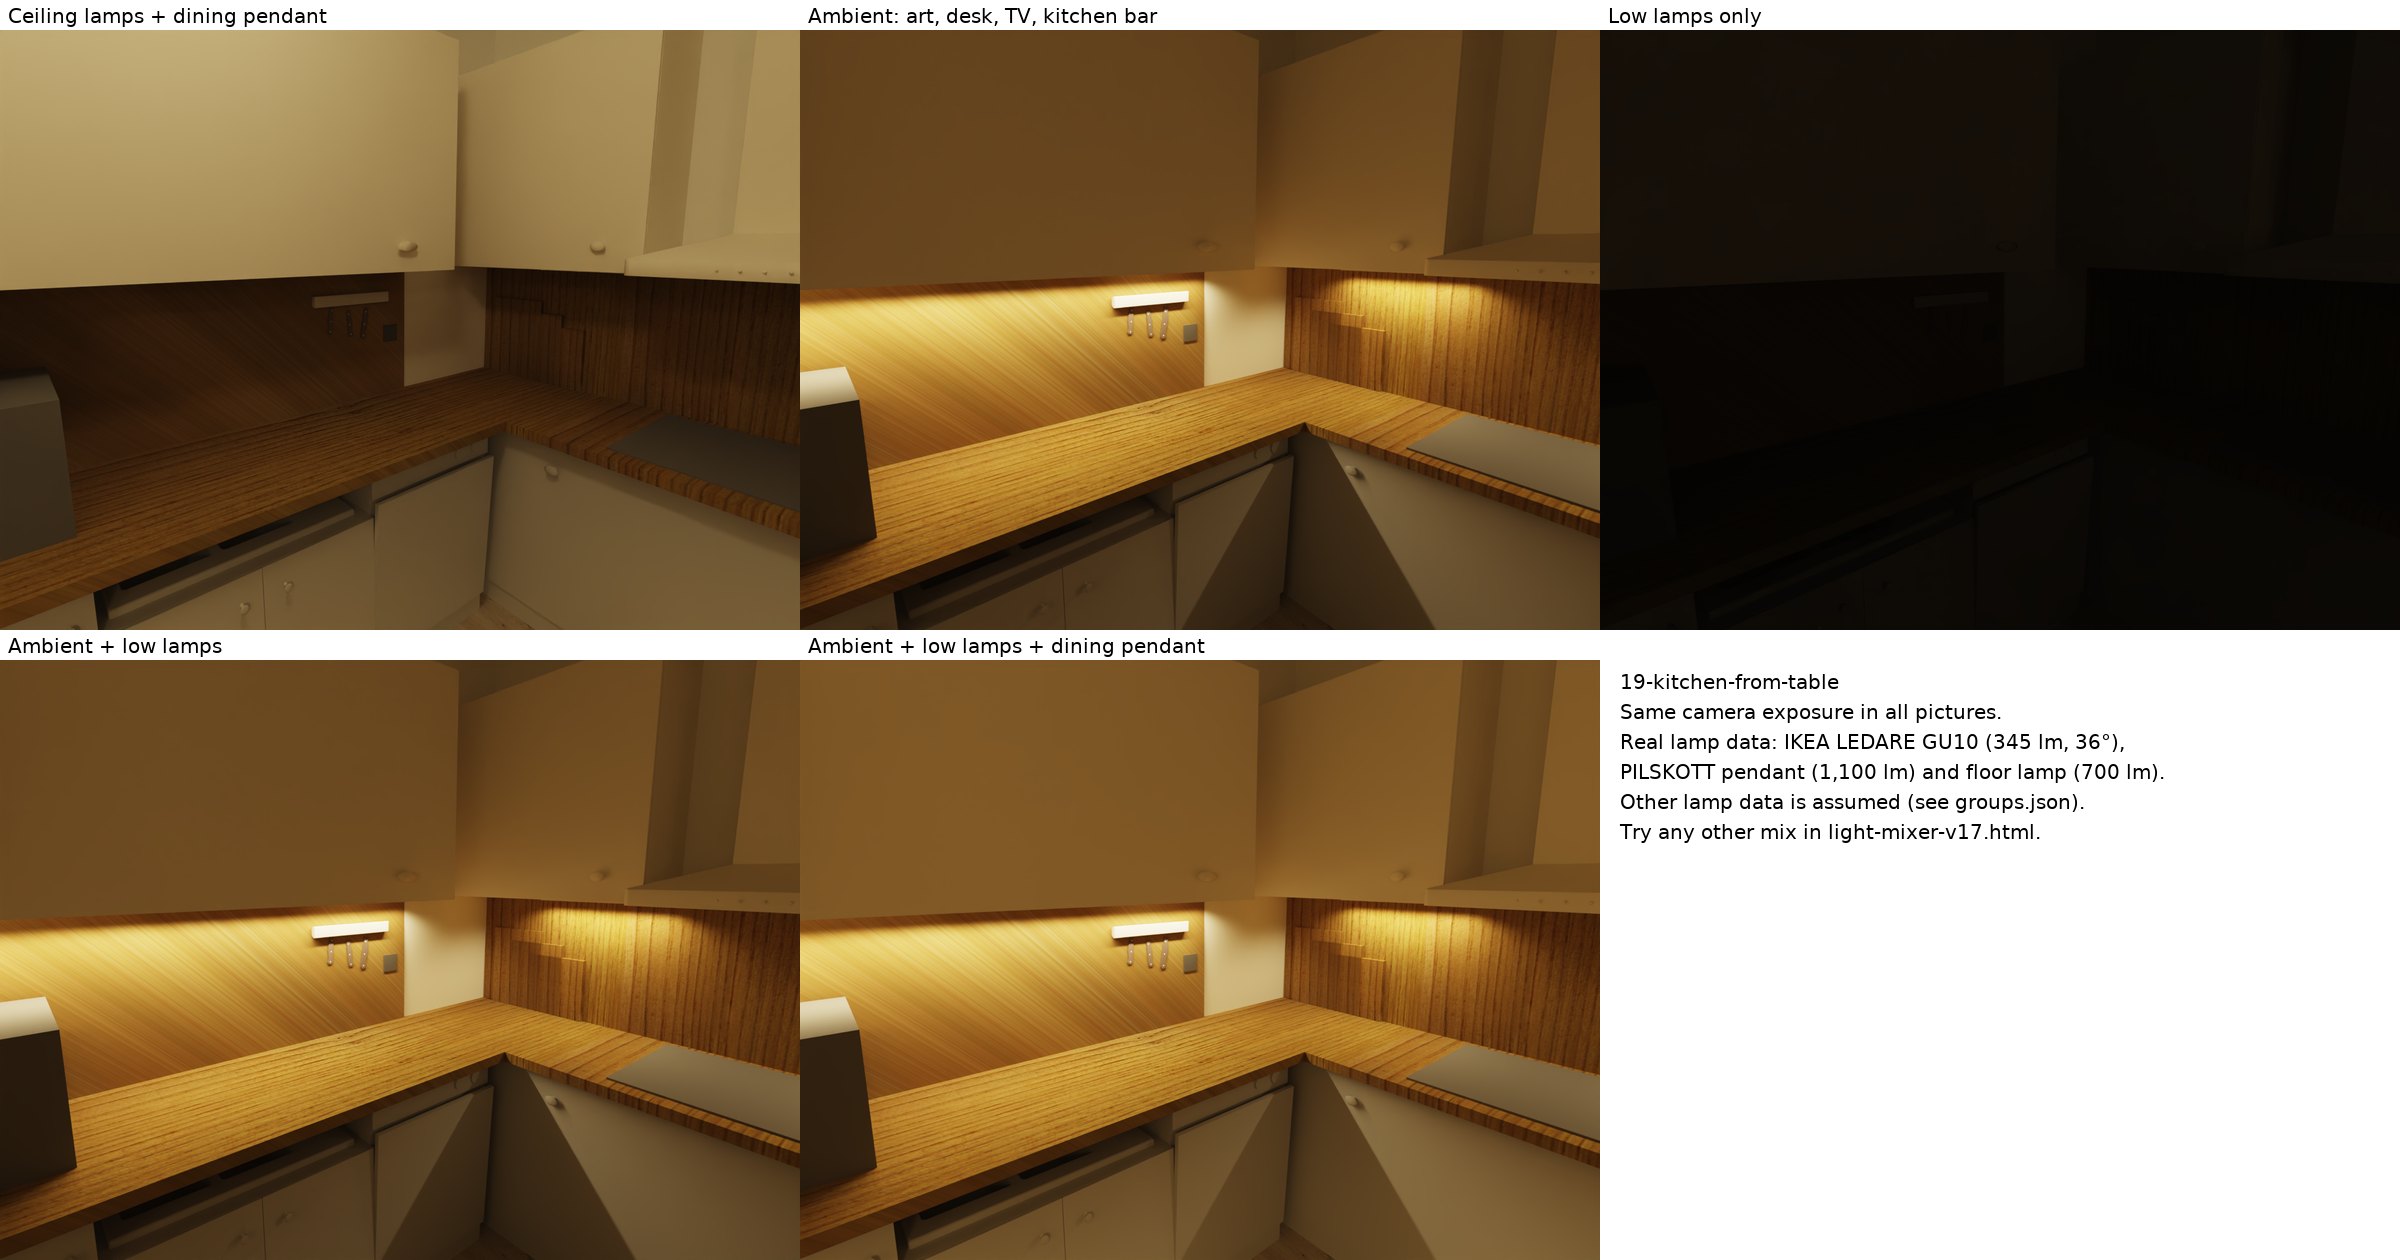 Ceiling lamps + dining pendant
Ambient: art, desk, TV, kitchen bar
Low lamps only
Ambient + low lamps
Ambient + low lamps + dining pendant
19-kitchen-from-table
Same camera exposure in all pictures.
Real lamp data: IKEA LEDARE GU10 (345 lm, 36°),
PILSKOTT pendant (1,100 lm) and floor lamp (700 lm).
Other lamp data is assumed (see groups.json).
Try any other mix in light-mixer-v17.html.